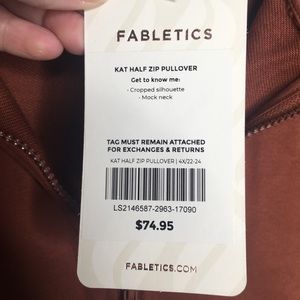 FABLETICS
KAT HALF ZIP PULLOVER
Get to know me:
- Cropped silhouette
- Mock neck
TAG MUST REMAIN ATTACHED
FOR EXCHANGES & RETURNS
KAT HALF ZIP PULLOVER | 4X/22-24
LS2146587-2963-17090
$74.95
FABLETICS.COM